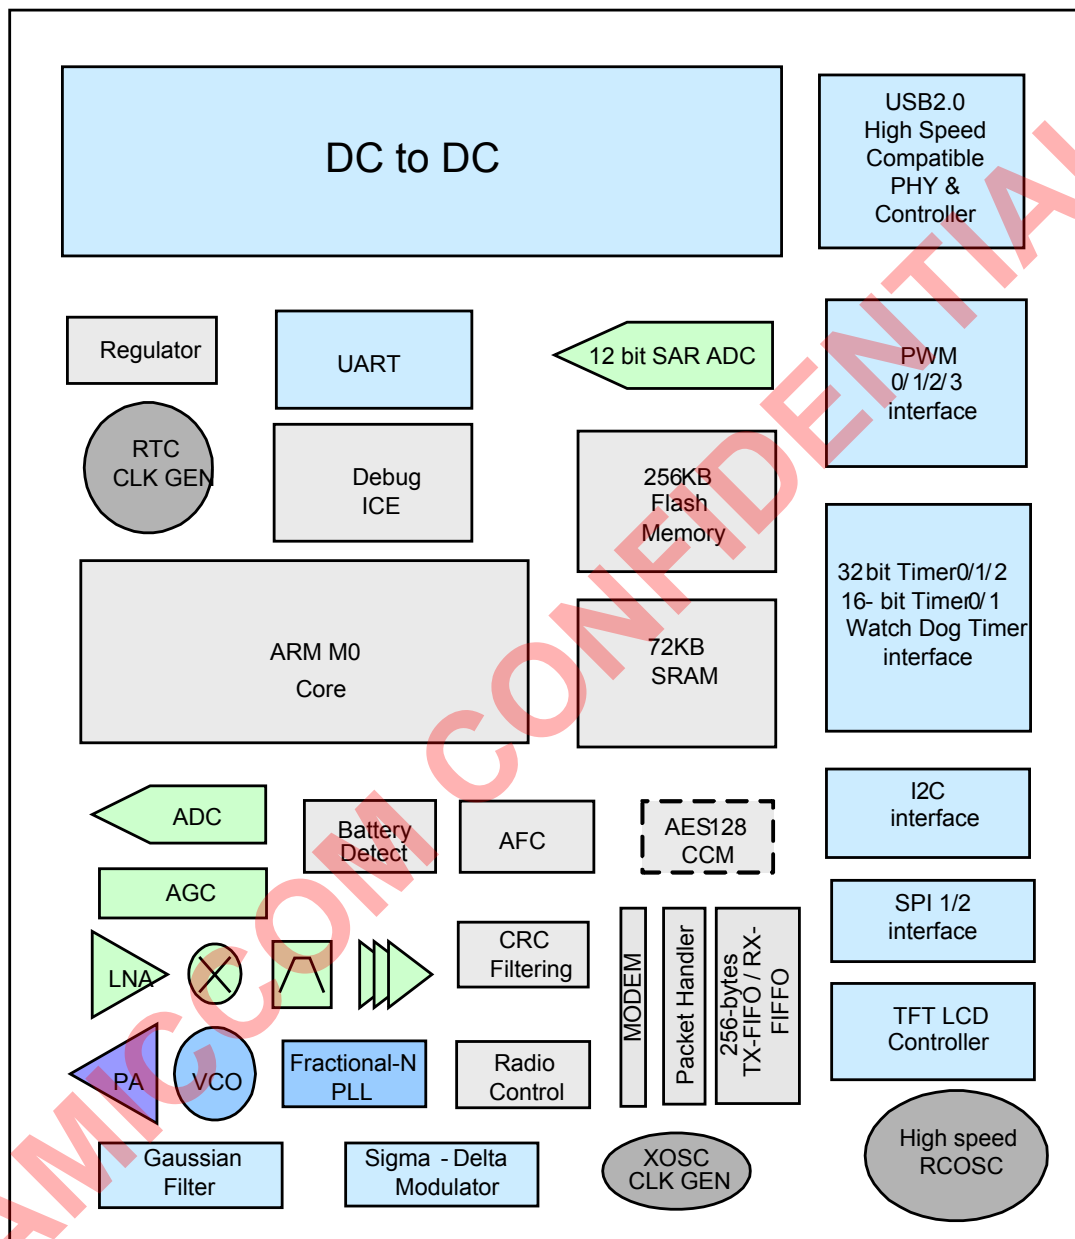 DC to DC
USB2.0
High Speed
Compatible
PHY &
Controller
Regulator
UART
12 bit SAR ADC
PWM
0/1/2/3
interface
RTC
CLK GEN
Debug
ICE
256KB
Flash
Memory
32bit Timer0/1/2
16- bit Timer0/1
Watch Dog Timer
interface
ARM M0
Core
72KB
SRAM
ADC
Battery
Detect
AFC
AES128
CCM
I2C
interface
AGC
SPI 1/2
interface
LNA
CRC
Filtering
MODEM
Packet Handler
256-bytes
TX-FIFO / RX-
FIFFO
TFT LCD
Controller
PA
VCO
Fractional-N
PLL
Radio
Control
Gaussian
Filter
Sigma - Delta
Modulator
XOSC
CLK GEN
High speed
RCOSC
AMICCOM CONFIDENTIAL